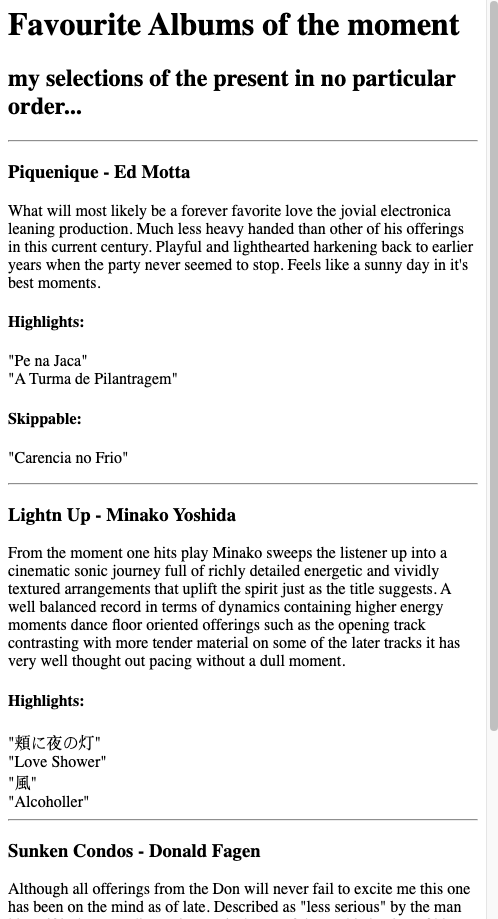 Favourite Albums of the moment
my selections of the present in no particular
order...
Piquenique - Ed Motta
What will most likely be a forever favorite love the jovial electronica
leaning production. Much less heavy handed than other of his offerings
in this current century. Playful and lighthearted harkening back to earlier
years when the party never seemed to stop. Feels like a sunny day in it's
best moments.
Highlights:
"Pe na Jaca"
"A Turma de Pilantragem"
Skippable:
"Carencia no Frio"
Lightn Up - Minako Yoshida
From the moment one hits play Minako sweeps the listener up into a
cinematic sonic journey full of richly detailed energetic and vividly
textured arrangements that uplift the spirit just as the title suggests. A
well balanced record in terms of dynamics containing higher energy
moments dance floor oriented offerings such as the opening track
contrasting with more tender material on some of the later tracks it has
very well thought out pacing without a dull moment.
Highlights:
"頬に夜の灯"
"Love Shower"
"風"
"Alcoholler"
Sunken Condos - Donald Fagen
Although all offerings from the Don will never fail to excite me this one
has been on the mind as of late. Described as "less serious" by the man